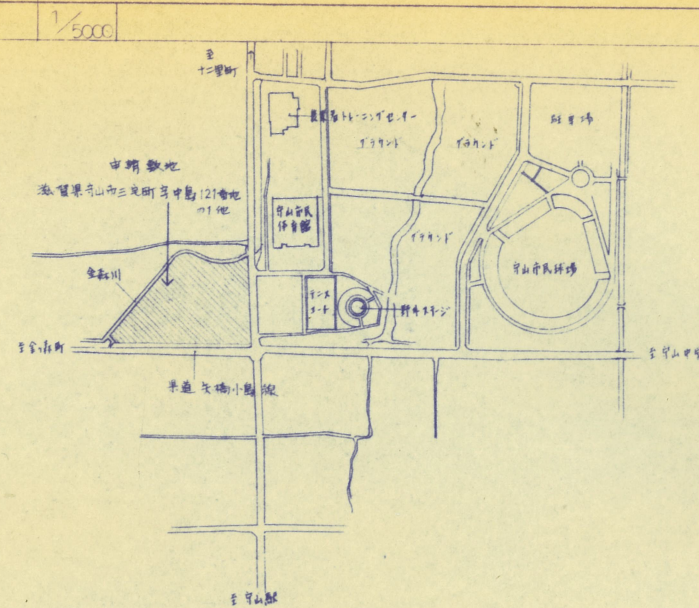 1/5000
至
十二里町
農業者トレーニングセンター
グラウンド
グラウンド
駐車場
申請敷地
滋賀県守山市三宅町字中島121番地
の1他
守山市民
体育館
グラウンド
守山市民球場
金森川
テニス
コート
野外ステージ
至金森町
至守山中
県道 矢橋小島線
至守山駅